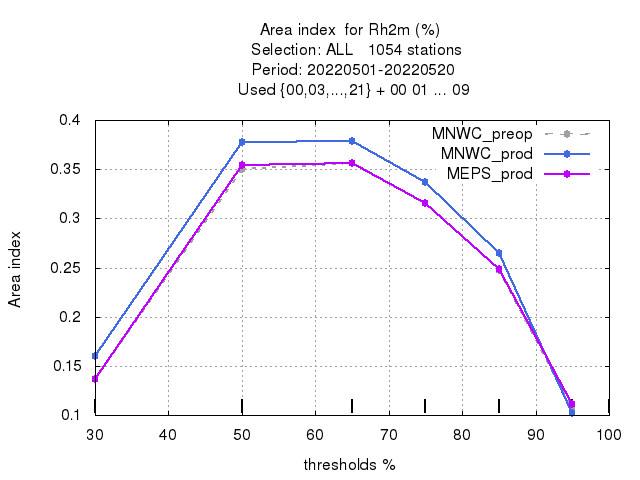 Area index for Rh2m (%)
Selection: ALL 1054 stations
Period: 20220501-20220520
Used {00,03,...,21} + 00 01 ... 09
MNWC_preop
MNWC_prod
MEPS_prod
0.4
0.35
0.3
0.25
0.2
0.15
0.1
Area index
30 40 50 60 70 80 90 100
thresholds %